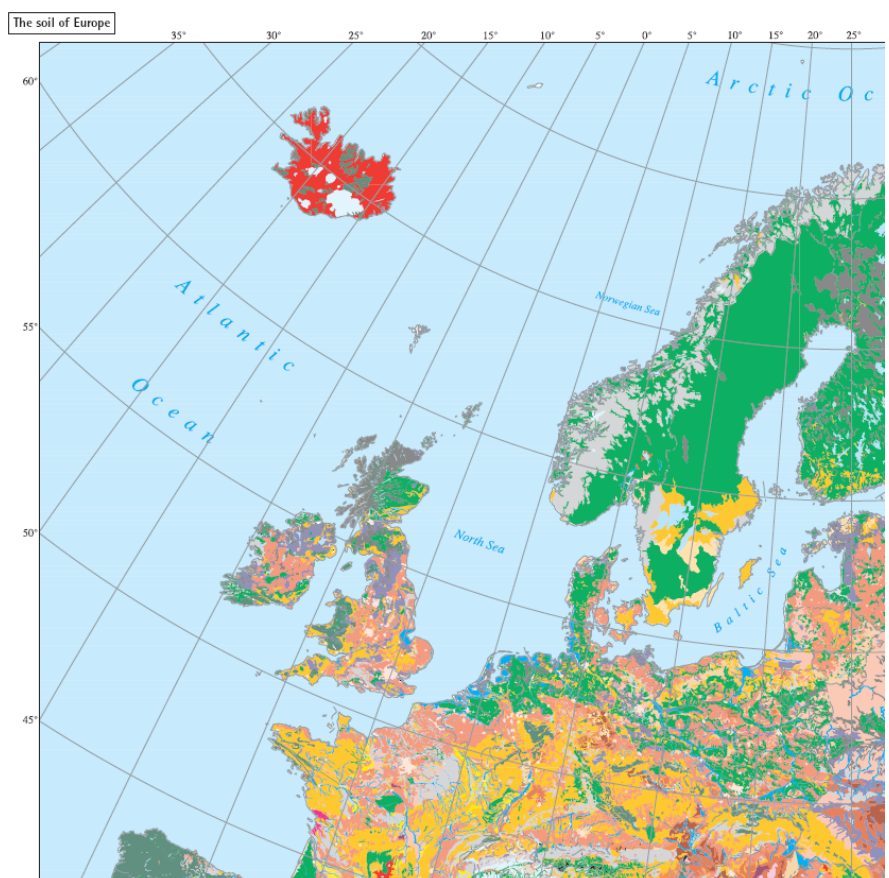 The soil of Europe
35° 30° 25° 20° 15° 10° 5° 0° 5° 10° 15° 20° 25°
60°
Arctic Oc
Norwegian Sea
Atlantic
Ocean
55°
North Sea
50°
Baltic Sea
45°